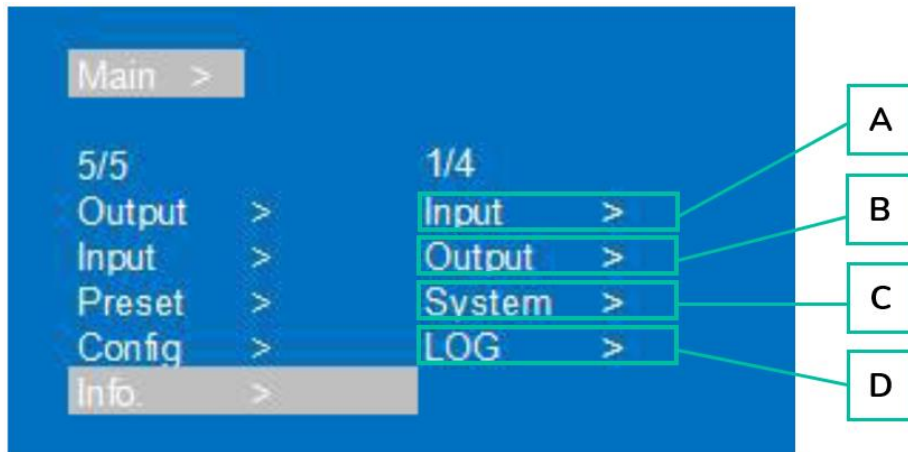 Main >
5/5 1/4
Output > Input >
Input > Output >
Preset > System >
Config > LOG >
Info. >
A
B
C
D